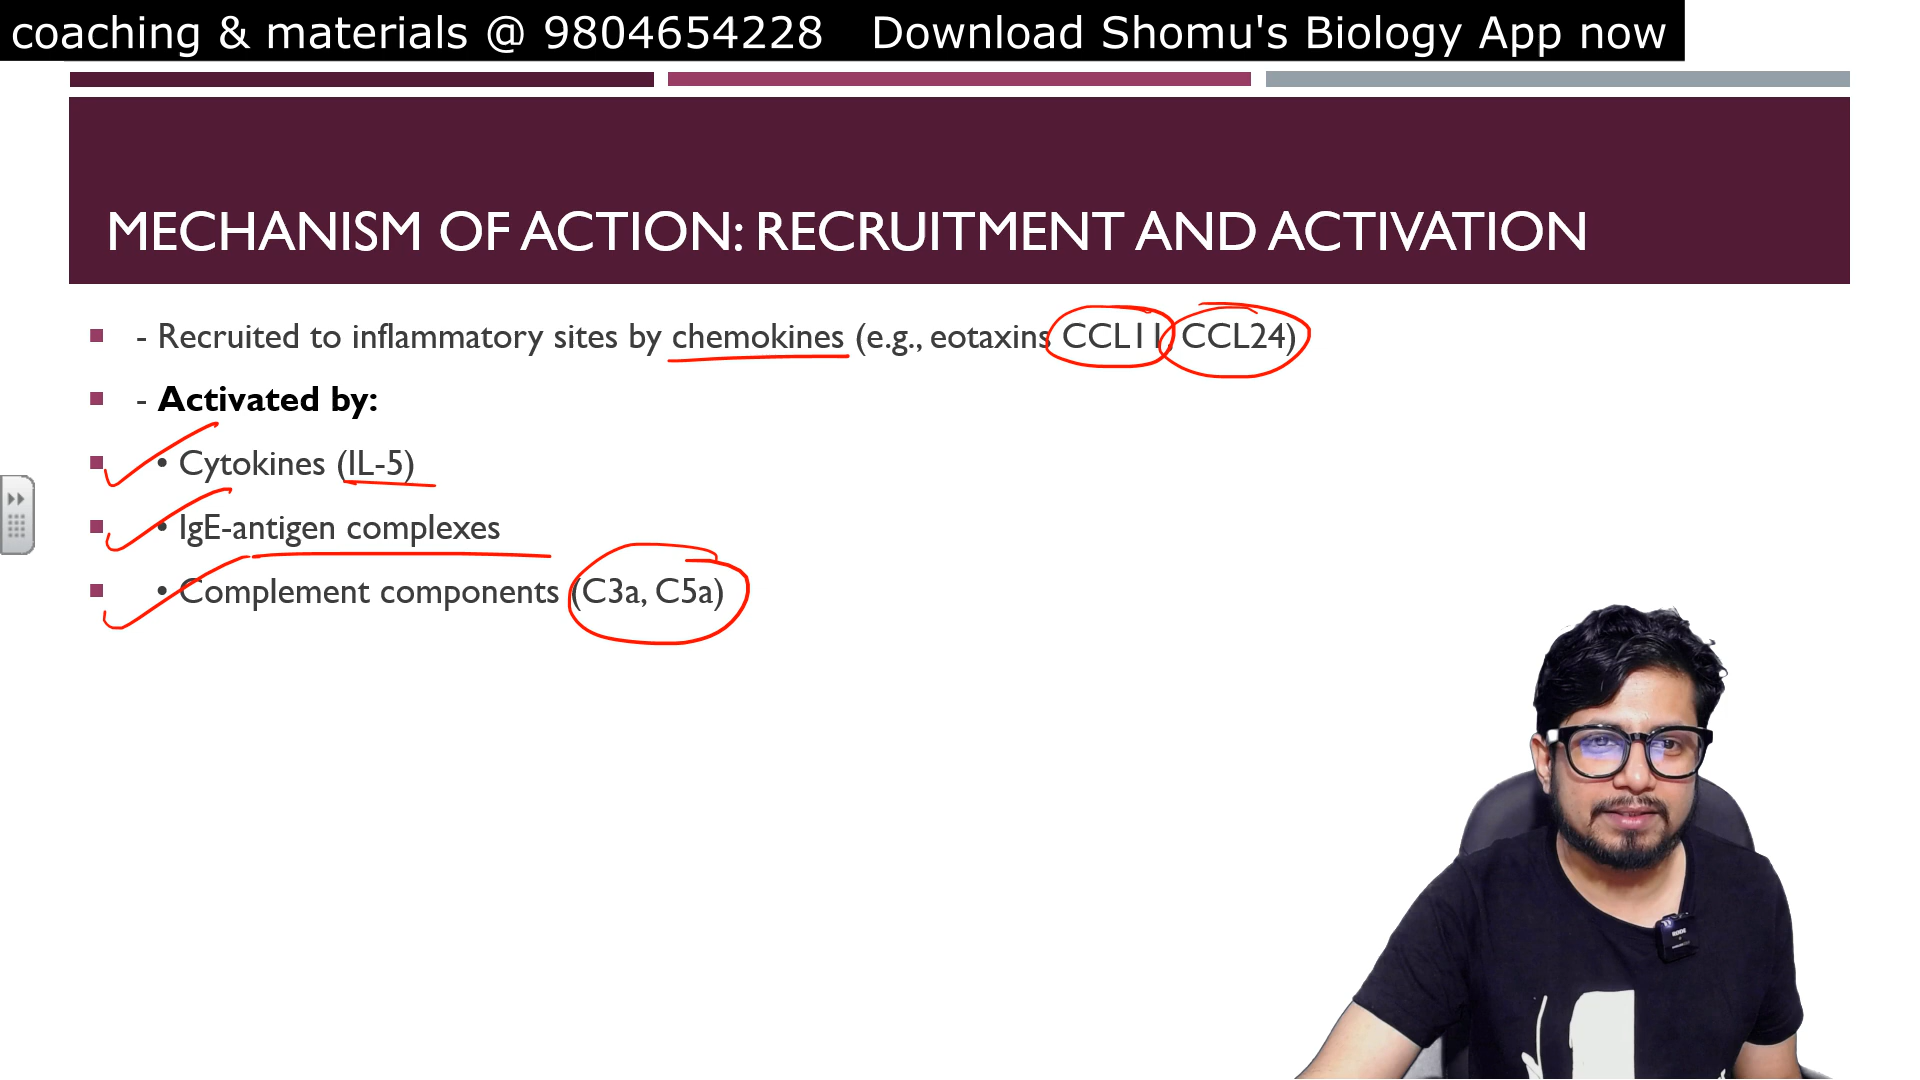 coaching & materials @ 9804654228 Download Shomu's Biology App now
MECHANISM OF ACTION: RECRUITMENT AND ACTIVATION
- Recruited to inflammatory sites by chemokines (e.g., eotaxins CCL11, CCL24)
- Activated by:
• Cytokines (IL-5)
• IgE-antigen complexes
• Complement components (C3a, C5a)